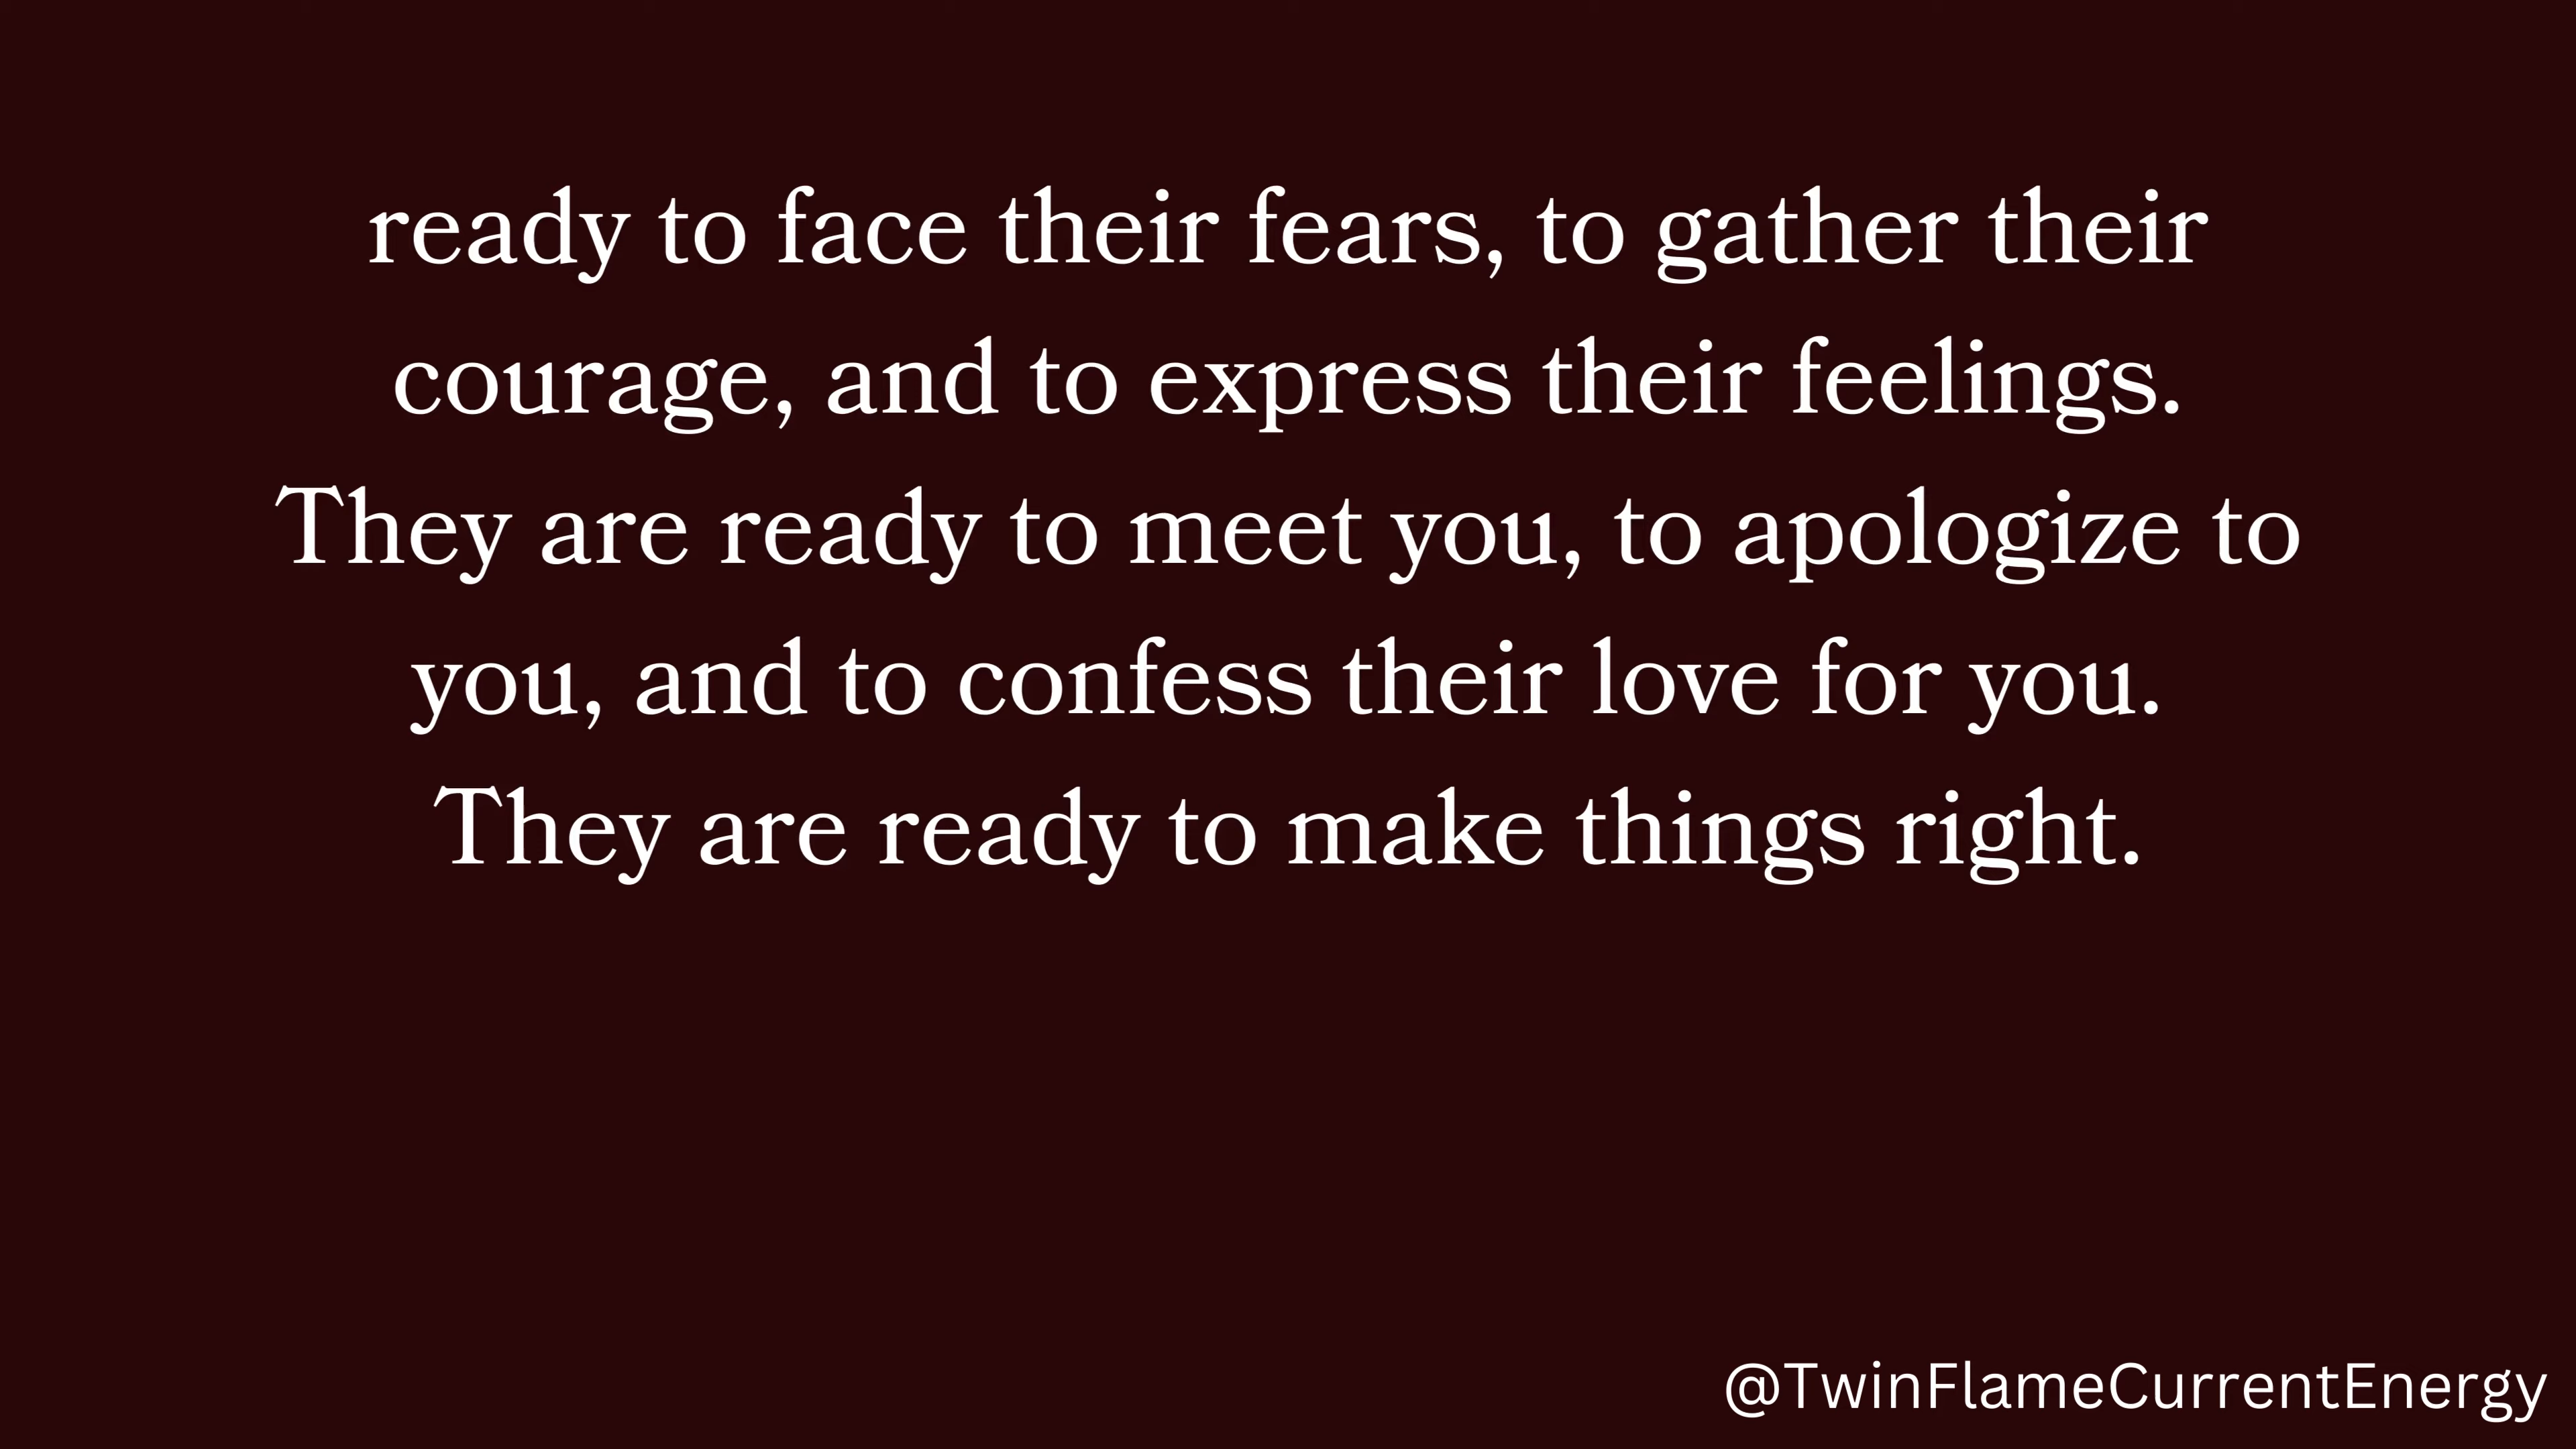 ready to face their fears, to gather their
courage, and to express their feelings.
They are ready to meet you, to apologize to
you, and to confess their love for you.
They are ready to make things right.
@TwinFlameCurrentEnergy